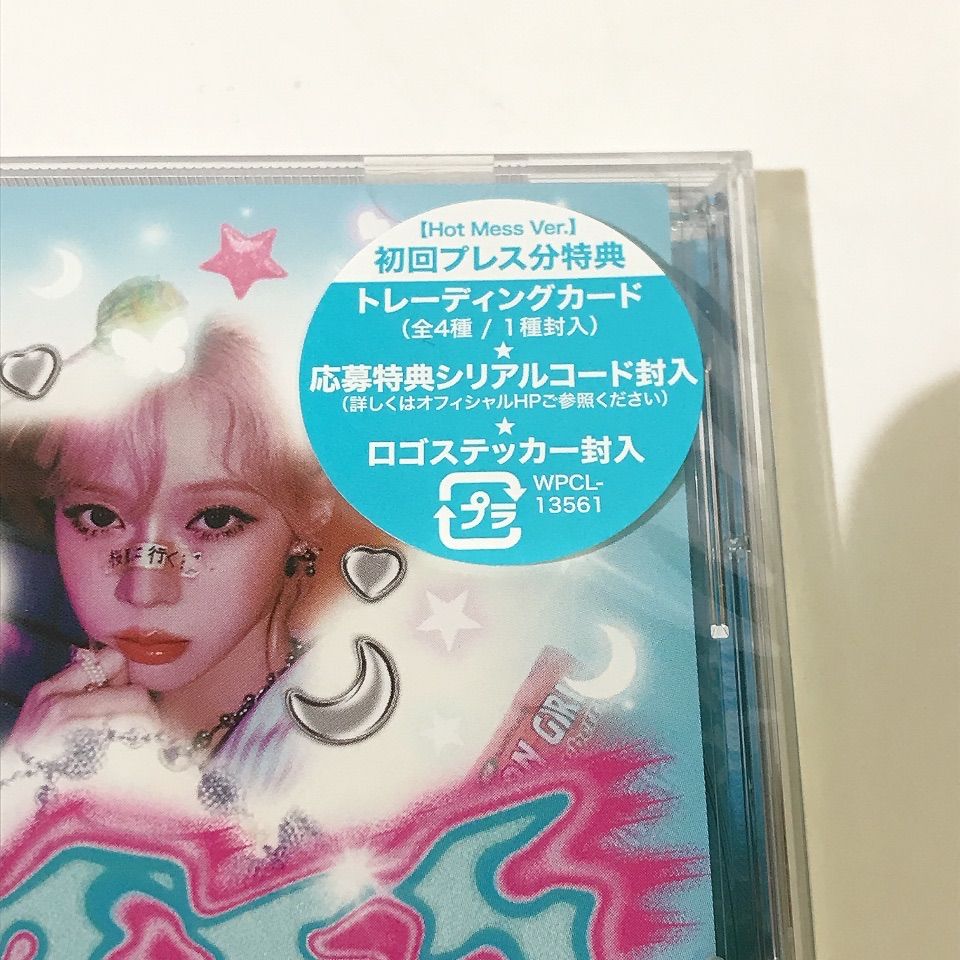 【Hot Mess Ver.】
初回プレス分特典
トレーディングカード
（全4種 / 1種封入）
★
応募特典シリアルコード封入
（詳しくはオフィシャルHPご参照ください）
★
ロゴステッカー封入
プラ
WPCL-
13561
行く
GIRL